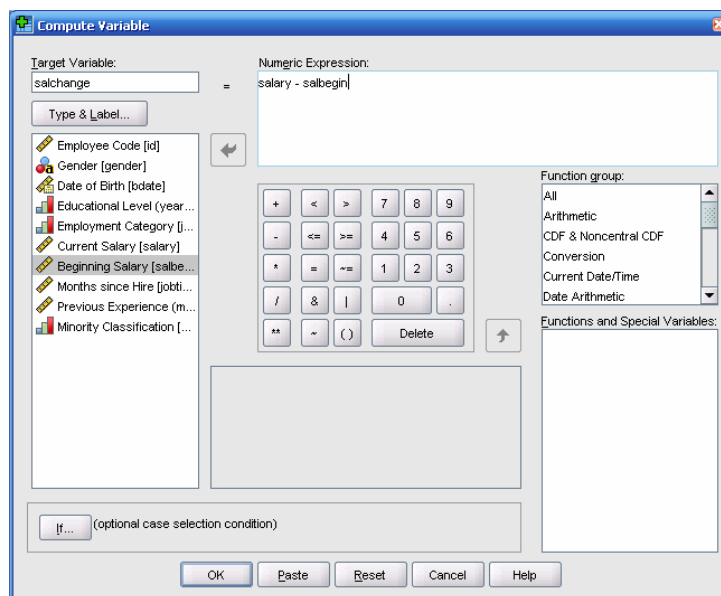 Compute Variable
Target Variable:
salchange
=
Numeric Expression:
salary - salbegin
Type & Label...
Employee Code [id]
Gender [gender]
Date of Birth [bdate]
Educational Level (year...
Employment Category [j...
Current Salary [salary]
Beginning Salary [salbe...
Months since Hire [jobti...
Previous Experience (m...
Minority Classification [...
+ < > 7 8 9
- <= >= 4 5 6
* = ~= 1 2 3
/ & | 0 .
** ~ ( ) Delete
Function group:
All
Arithmetic
CDF & Noncentral CDF
Conversion
Current Date/Time
Date Arithmetic
Functions and Special Variables:
If... (optional case selection condition)
OK Paste Reset Cancel Help